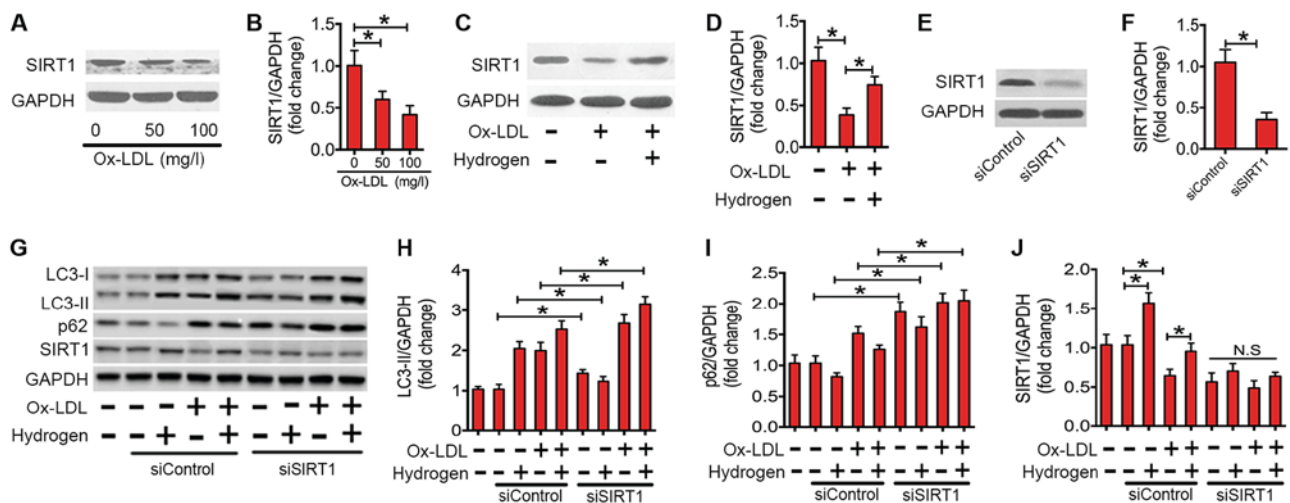 A
SIRT1
GAPDH
0 50 100
Ox-LDL (mg/l)
B
SIRT1/GAPDH
(fold change)
1.5
1.0
0.5
0.0
* *
0 50 100
Ox-LDL (mg/l)
C
SIRT1
GAPDH
Ox-LDL - + +
Hydrogen - - +
D
SIRT1/GAPDH
(fold change)
1.5
1.0
0.5
0.0
* *
Ox-LDL - + +
Hydrogen - - +
E
SIRT1
GAPDH
siControl siSIRT1
F
SIRT1/GAPDH
(fold change)
1.5
1.0
0.5
0.0
*
siControl siSIRT1
G
LC3-I
LC3-II
p62
SIRT1
GAPDH
Ox-LDL - - - + + - - + +
Hydrogen - - + - + - + - +
siControl siSIRT1
H
LC3-II/GAPDH
(fold change)
4
3
2
1
0
* * * *
Ox-LDL - - - + + - - + +
Hydrogen - - + - + - + - +
siControl siSIRT1
I
p62/GAPDH
(fold change)
2.5
2.0
1.5
1.0
0.5
0.0
* * * *
Ox-LDL - - - + + - - + +
Hydrogen - - + - + - + - +
siControl siSIRT1
J
SIRT1/GAPDH
(fold change)
2.0
1.5
1.0
0.5
0.0
* * *
N.S
Ox-LDL - - - + + - - + +
Hydrogen - - + - + - + - +
siControl siSIRT1